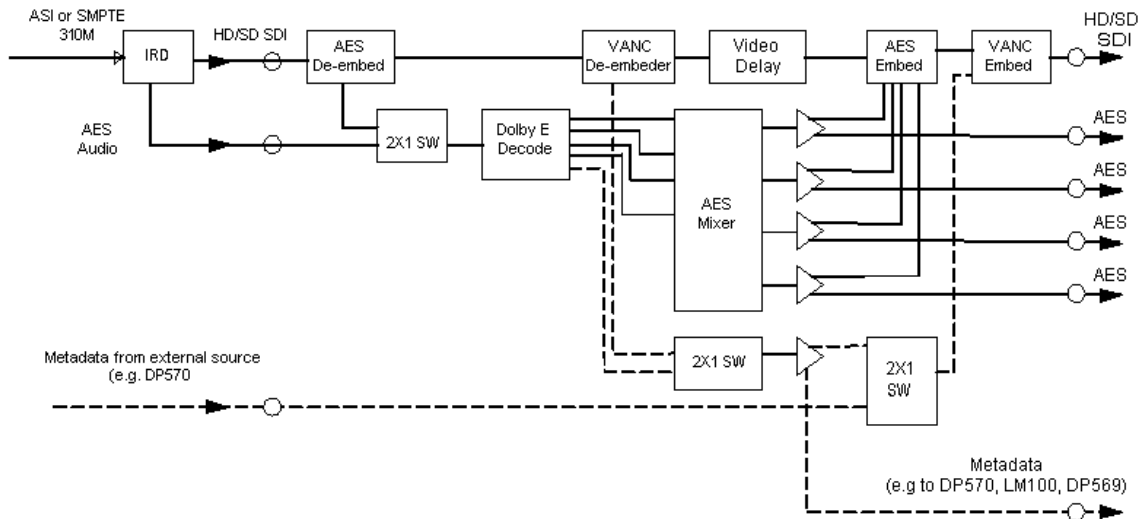 ASI or SMPTE
310M
IRD
HD/SD SDI
AES
De-embed
VANC
De-embeder
Video
Delay
AES
Embed
VANC
Embed
HD/SD
SDI
AES
Audio
2X1 SW
Dolby E
Decode
AES
Mixer
AES
AES
AES
AES
Metadata from external source
(e.g. DP570
2X1 SW
2X1
SW
Metadata
(e.g to DP570, LM100, DP569)